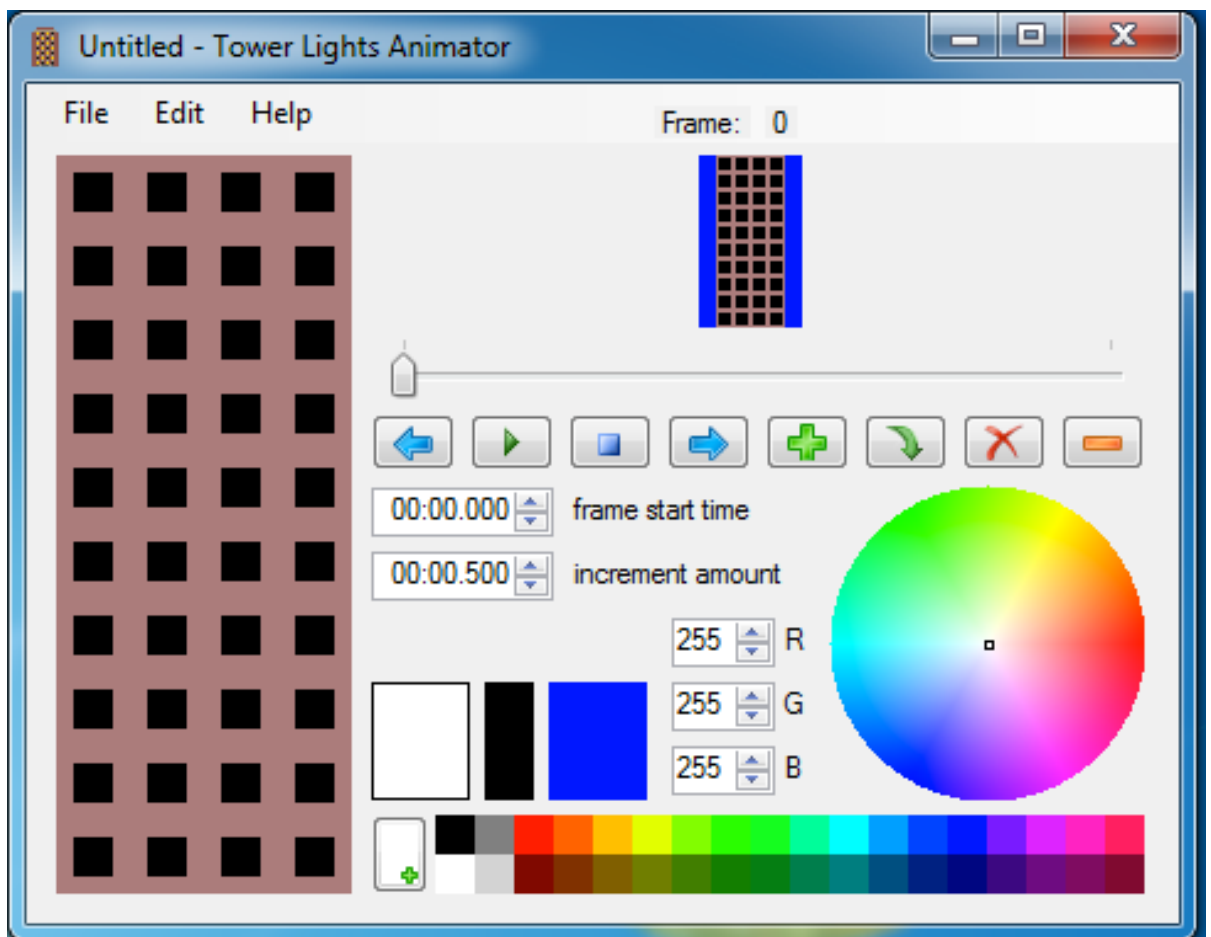 Untitled - Tower Lights Animator
File Edit Help
Frame: 0
00:00.000 frame start time
00:00.500 increment amount
255 R
255 G
255 B